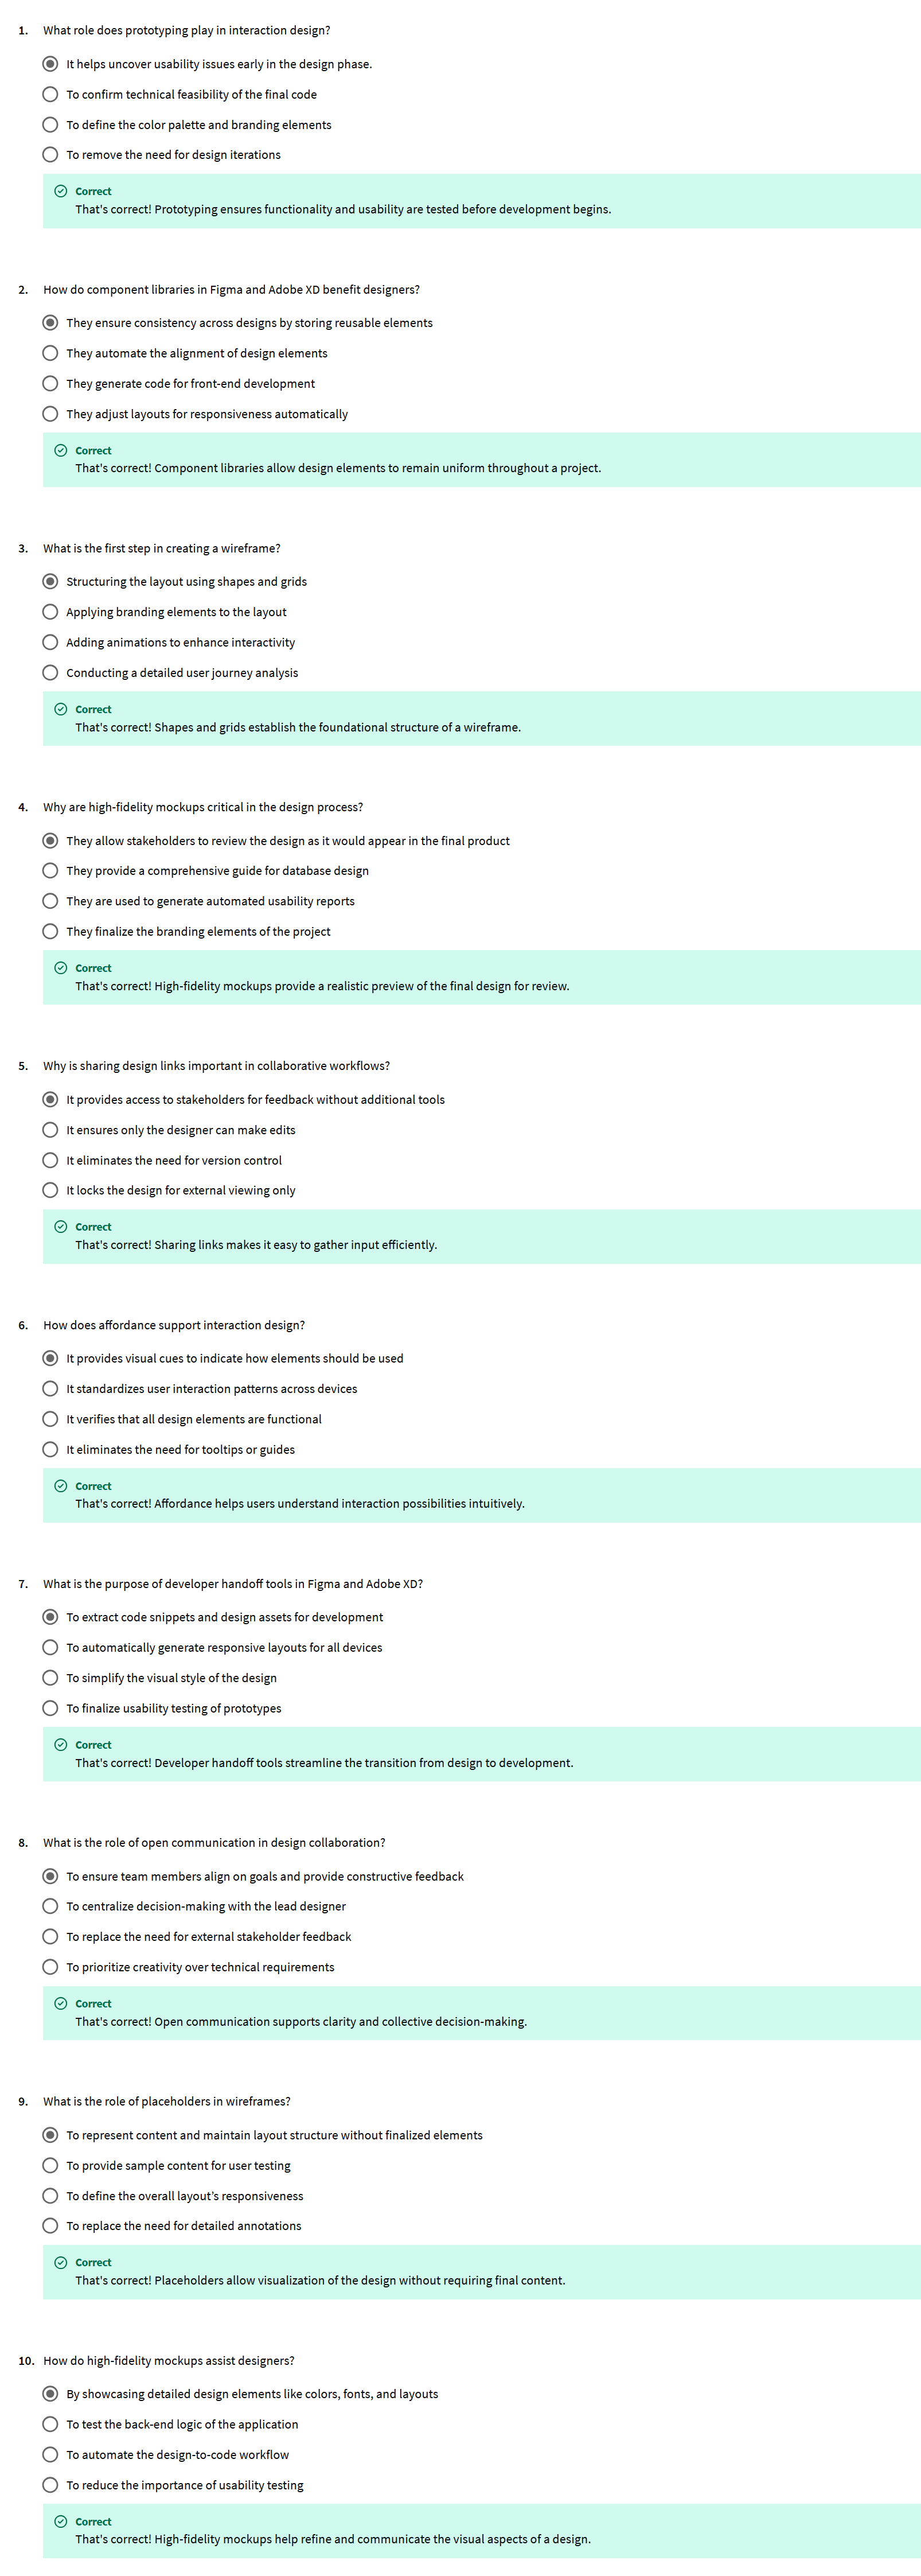 1. What role does prototyping play in interaction design?
It helps uncover usability issues early in the design phase.
To confirm technical feasibility of the final code
To define the color palette and branding elements
To remove the need for design iterations
Correct
That's correct! Prototyping ensures functionality and usability are tested before development begins.
2. How do component libraries in Figma and Adobe XD benefit designers?
They ensure consistency across designs by storing reusable elements
They automate the alignment of design elements
They generate code for front-end development
They adjust layouts for responsiveness automatically
Correct
That's correct! Component libraries allow design elements to remain uniform throughout a project.
3. What is the first step in creating a wireframe?
Structuring the layout using shapes and grids
Applying branding elements to the layout
Adding animations to enhance interactivity
Conducting a detailed user journey analysis
Correct
That's correct! Shapes and grids establish the foundational structure of a wireframe.
4. Why are high-fidelity mockups critical in the design process?
They allow stakeholders to review the design as it would appear in the final product
They provide a comprehensive guide for database design
They are used to generate automated usability reports
They finalize the branding elements of the project
Correct
That's correct! High-fidelity mockups provide a realistic preview of the final design for review.
5. Why is sharing design links important in collaborative workflows?
It provides access to stakeholders for feedback without additional tools
It ensures only the designer can make edits
It eliminates the need for version control
It locks the design for external viewing only
Correct
That's correct! Sharing links makes it easy to gather input efficiently.
6. How does affordance support interaction design?
It provides visual cues to indicate how elements should be used
It standardizes user interaction patterns across devices
It verifies that all design elements are functional
It eliminates the need for tooltips or guides
Correct
That's correct! Affordance helps users understand interaction possibilities intuitively.
7. What is the purpose of developer handoff tools in Figma and Adobe XD?
To extract code snippets and design assets for development
To automatically generate responsive layouts for all devices
To simplify the visual style of the design
To finalize usability testing of prototypes
Correct
That's correct! Developer handoff tools streamline the transition from design to development.
8. What is the role of open communication in design collaboration?
To ensure team members align on goals and provide constructive feedback
To centralize decision-making with the lead designer
To replace the need for external stakeholder feedback
To prioritize creativity over technical requirements
Correct
That's correct! Open communication supports clarity and collective decision-making.
9. What is the role of placeholders in wireframes?
To represent content and maintain layout structure without finalized elements
To provide sample content for user testing
To define the overall layout’s responsiveness
To replace the need for detailed annotations
Correct
That's correct! Placeholders allow visualization of the design without requiring final content.
10. How do high-fidelity mockups assist designers?
By showcasing detailed design elements like colors, fonts, and layouts
To test the back-end logic of the application
To automate the design-to-code workflow
To reduce the importance of usability testing
Correct
That's correct! High-fidelity mockups help refine and communicate the visual aspects of a design.